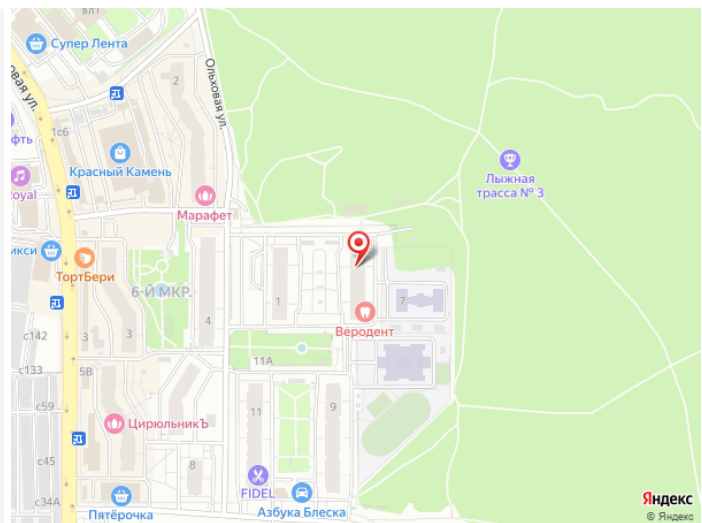 вл1
Супер Лента
овая ул.
Ольховая ул.
2
1с6
фть
Красный Камень
Лыжная
трасса № 3
Royal
Марафет
икси
ТортБери
6-Й МКР.
1
7
4
с142
3
3
Веродент
11А
с133
5В
с59
11
9
ЦирюльникЪ
с45
8
FIDEL
с34А
Пятёрочка
Азбука Блеска
Яндекс
© Яндекс